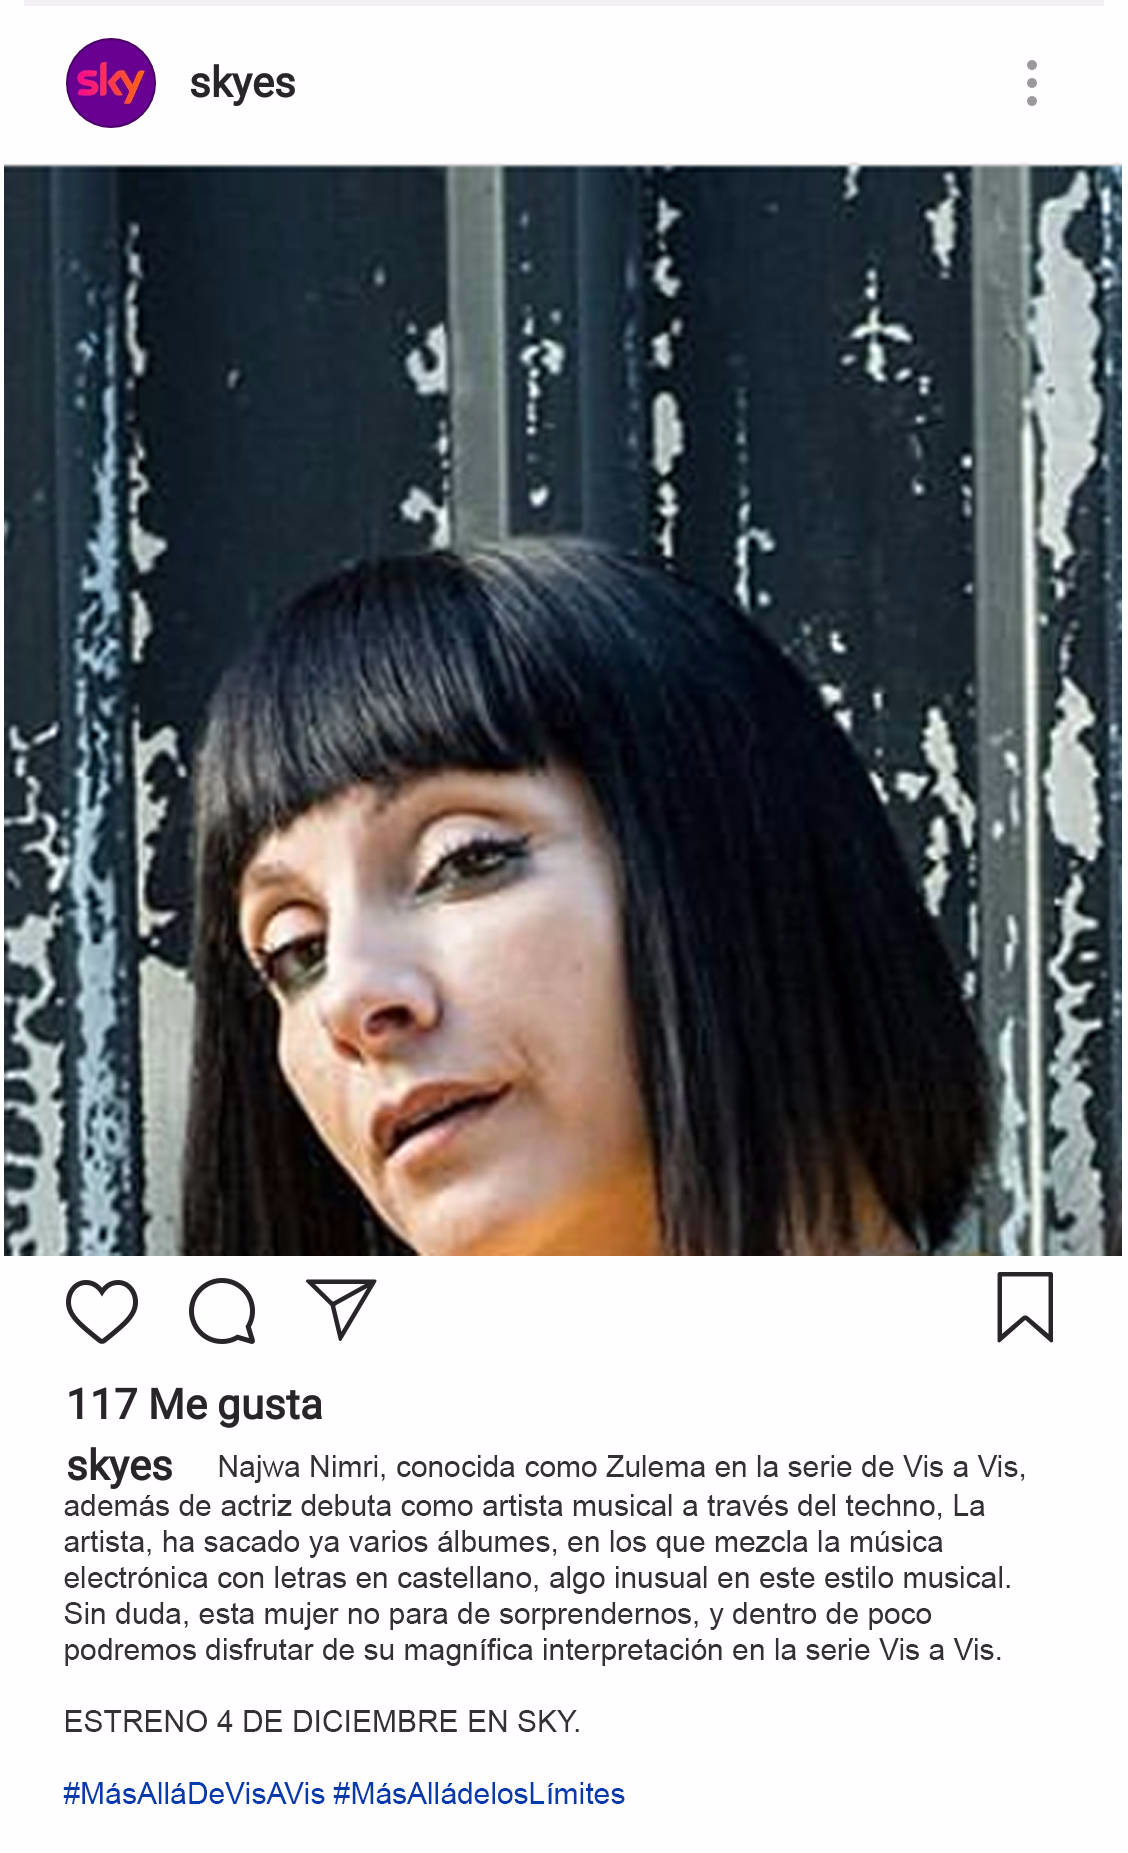 sky
skyes
117 Me gusta
skyes Najwa Nimri, conocida como Zulema en la serie de Vis a Vis,
además de actriz debuta como artista musical a través del techno, La
artista, ha sacado ya varios álbumes, en los que mezcla la música
electrónica con letras en castellano, algo inusual en este estilo musical.
Sin duda, esta mujer no para de sorprendernos, y dentro de poco
podremos disfrutar de su magnífica interpretación en la serie Vis a Vis.
ESTRENO 4 DE DICIEMBRE EN SKY.
#MásAlláDeVisAVis #MásAlládelosLímites